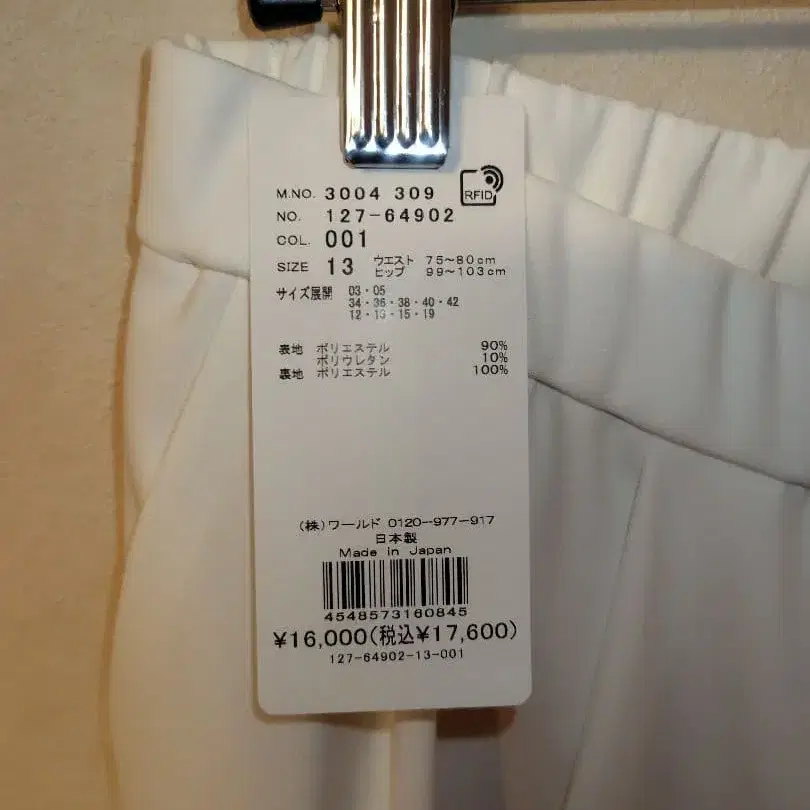 M.NO. 3004 309
RFID
NO. 127-64902
COL. 001
SIZE 13 ウエスト 75~80cm
ヒップ 99~103cm
サイズ展開 03・05
34・36・38・40・42
12・13・15・19
表地 ポリエステル 90%
ポリウレタン 10%
裏地 ポリエステル 100%
(株)ワールド 0120-977-917
日本製
Made in Japan
4548573160845
¥16,000(税込¥17,600)
127-64902-13-001